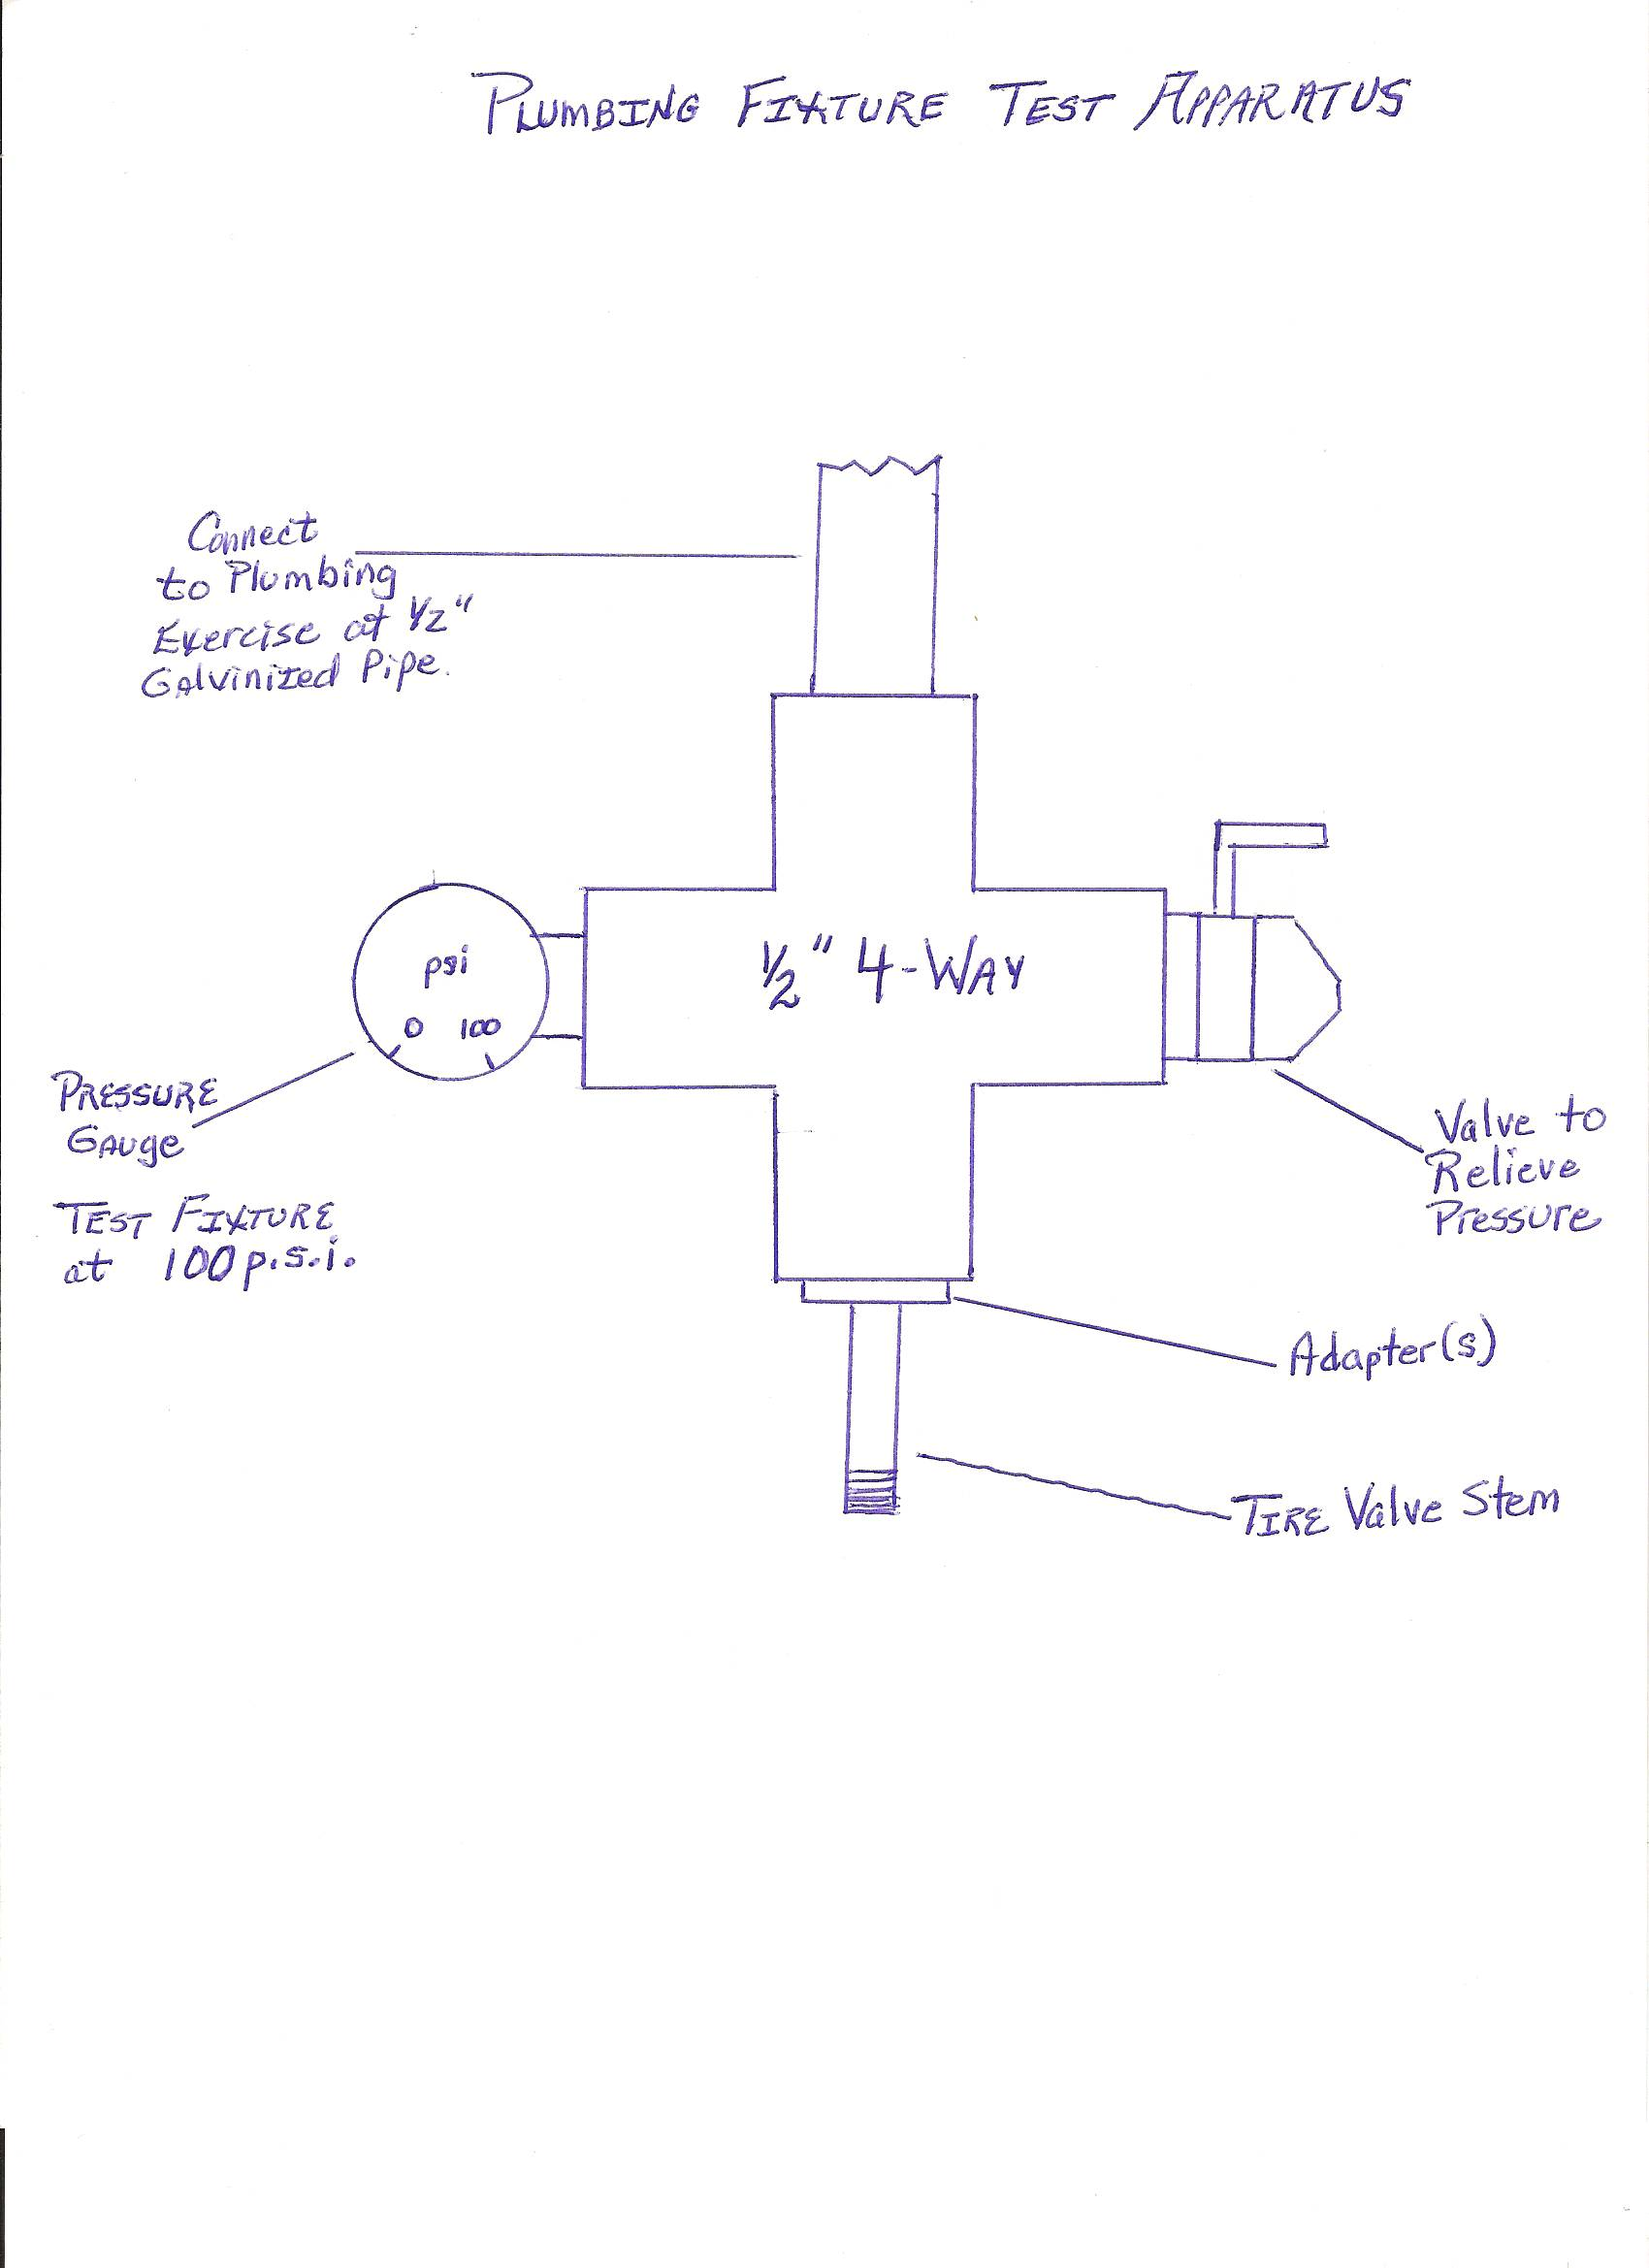 PLUMBING FIXTURE TEST APPARATUS
Connect
to Plumbing
Exercise at 1/2"
Galvinized Pipe.
psi
0 100
1/2" 4-WAY
PRESSURE
GAUge
TEST FIXTURE
at 100 p.s.i.
Valve to
Relieve
Pressure
Adapter(s)
TIRE Valve Stem